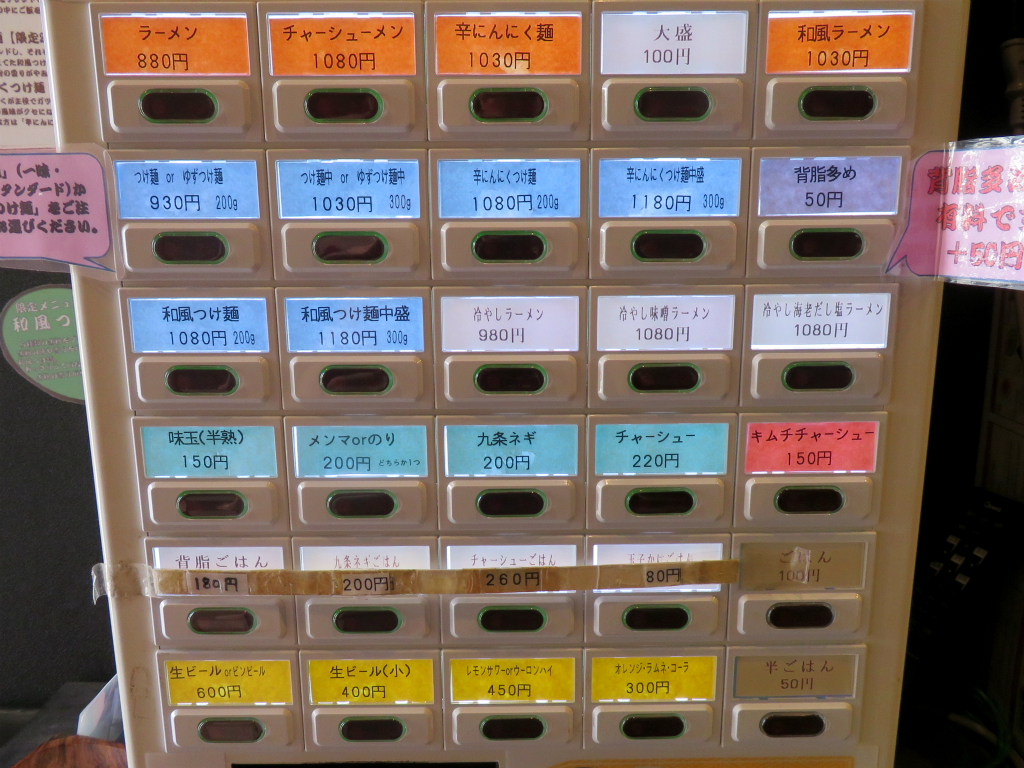 ラーメン
880円
チャーシューメン
1080円
辛にんにく麺
1030円
大盛
100円
和風ラーメン
1030円
つけ麺 or ゆずつけ麺
930円 200g
つけ麺中 or ゆずつけ麺中
1030円 300g
辛にんにくつけ麺
1080円 200g
辛にんにくつけ麺中盛
1180円 300g
背脂多め
50円
和風つけ麺
1080円 200g
和風つけ麺中盛
1180円 300g
冷やしラーメン
980円
冷やし味噌ラーメン
1080円
冷やし海老だし塩ラーメン
1080円
味玉(半熟)
150円
メンマorのり
200円 どちらか1つ
九条ネギ
200円
チャーシュー
220円
キムチチャーシュー
150円
背脂ごはん
180円
九条ネギごはん
200円
チャーシューごはん
260円
80円
ごはん
100円
生ビールorビンビール
600円
生ビール(小)
400円
レモンサワーorウーロンハイ
450円
オレンジ・ラムネ・コーラ
300円
半ごはん
50円
背脂多
有料で
+50円
限定メニュ
和風つ